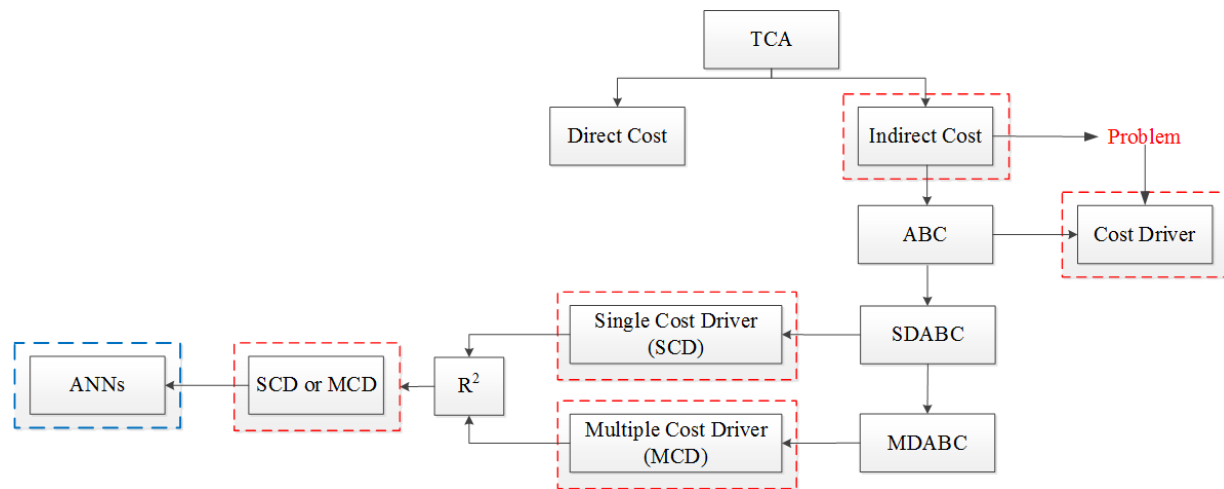 TCA
Direct Cost
Indirect Cost
Problem
ABC
Cost Driver
Single Cost Driver
(SCD)
SDABC
ANNs
SCD or MCD
R²
Multiple Cost Driver
(MCD)
MDABC